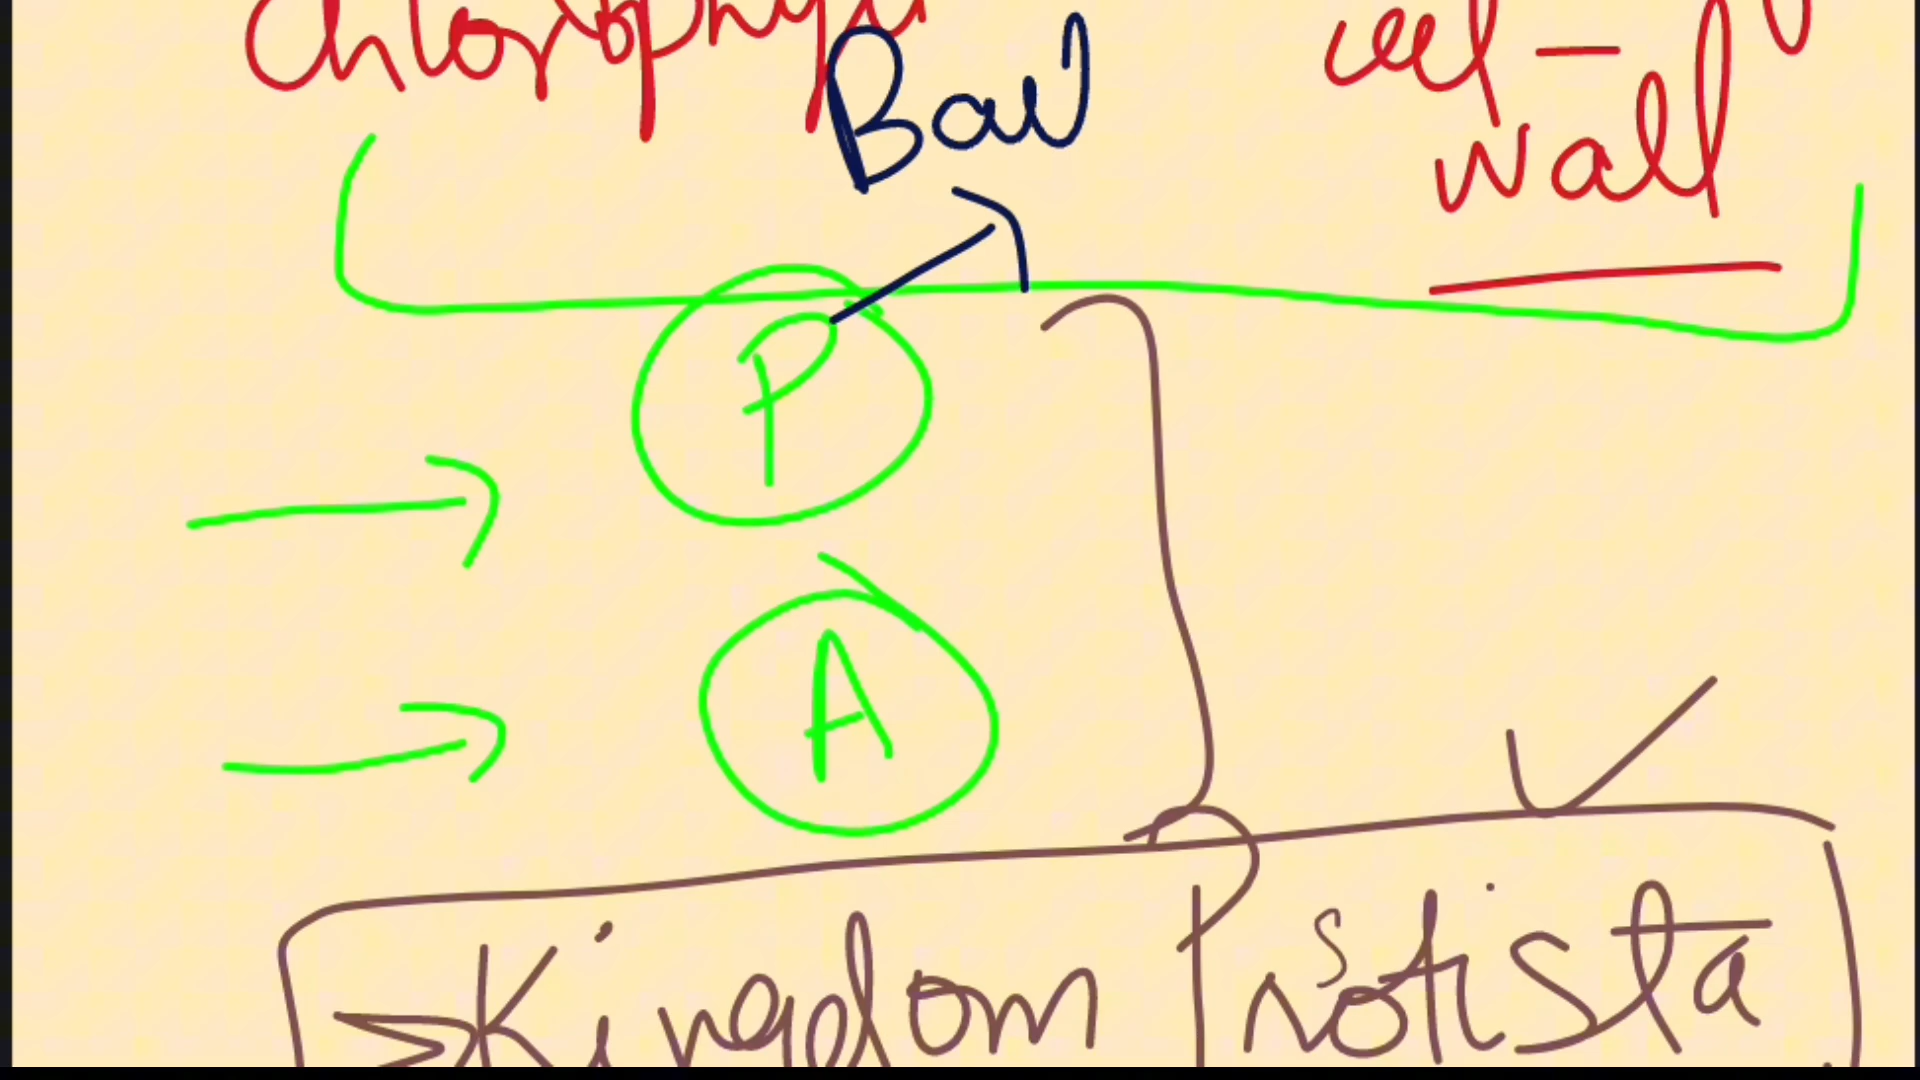 Chlorophyll cell -
wall
Bau
P
A
Kingdom Protista